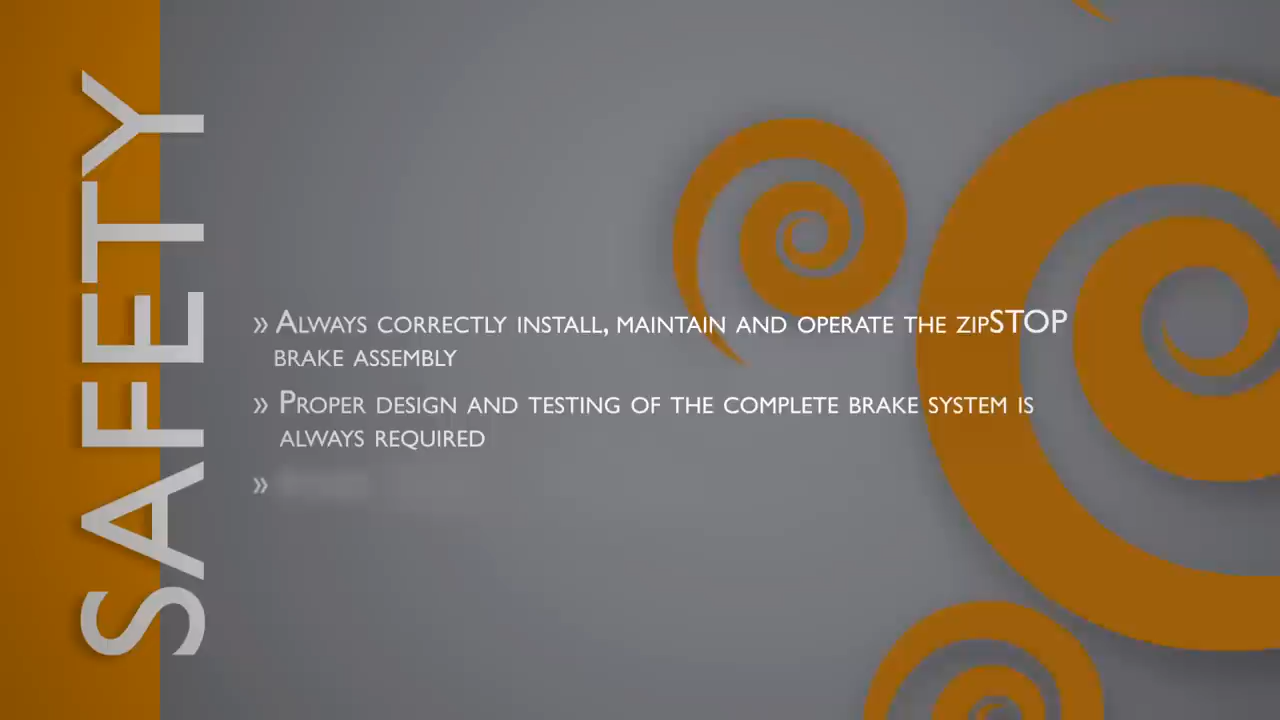 SAFETY
» Always correctly install, maintain and operate the zipSTOP
brake assembly
» Proper design and testing of the complete brake system is
always required
»